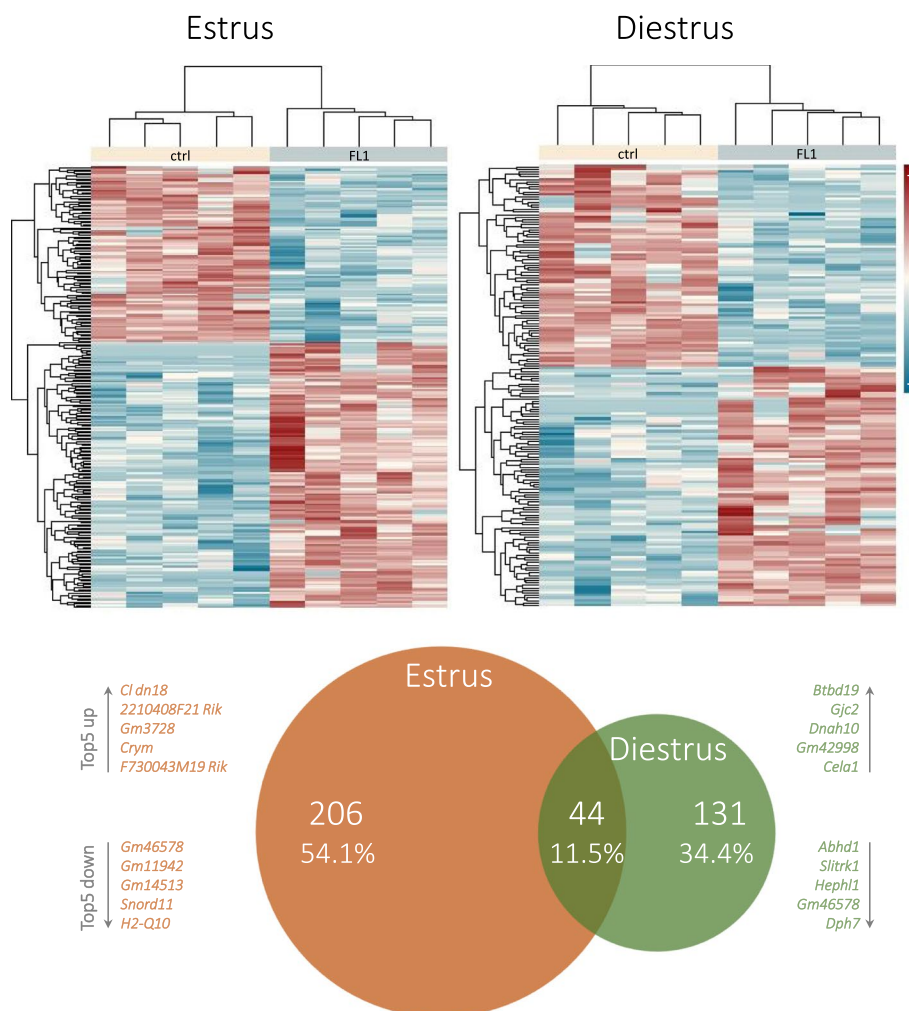 Estrus
Diestrus
ctrl
FL1
ctrl
FL1
Estrus
Diestrus
206
54.1%
44
11.5%
131
34.4%
Top5 up
Cldn18
2210408F21 Rik
Gm3728
Crym
F730043M19 Rik
Top5 down
Gm46578
Gm11942
Gm14513
Snord11
H2-Q10
Btbd19
Gjc2
Dnah10
Gm42998
Cela1
Abhd1
Slitrk1
Hephl1
Gm46578
Dph7